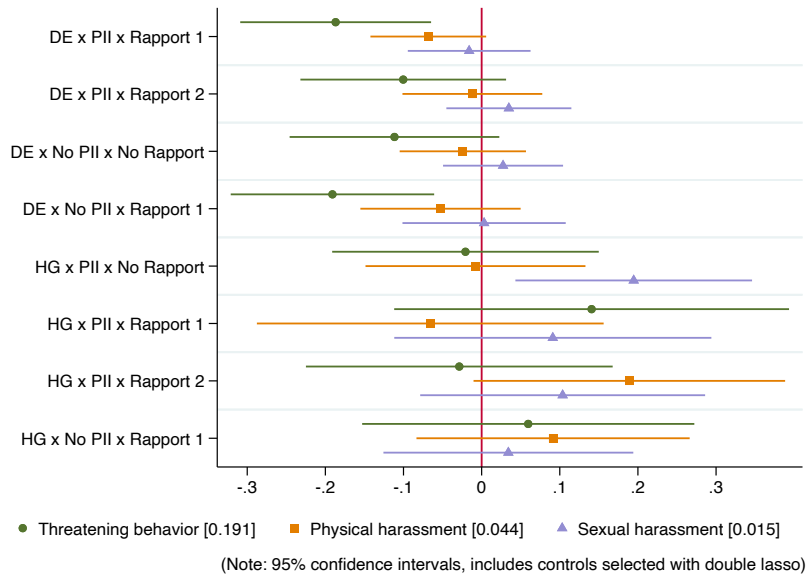 DE x PII x Rapport 1
DE x PII x Rapport 2
DE x No PII x No Rapport
DE x No PII x Rapport 1
HG x PII x No Rapport
HG x PII x Rapport 1
HG x PII x Rapport 2
HG x No PII x Rapport 1
-.3 -.2 -.1 0 .1 .2 .3
Threatening behavior [0.191] Physical harassment [0.044] Sexual harassment [0.015]
(Note: 95% confidence intervals, includes controls selected with double lasso)